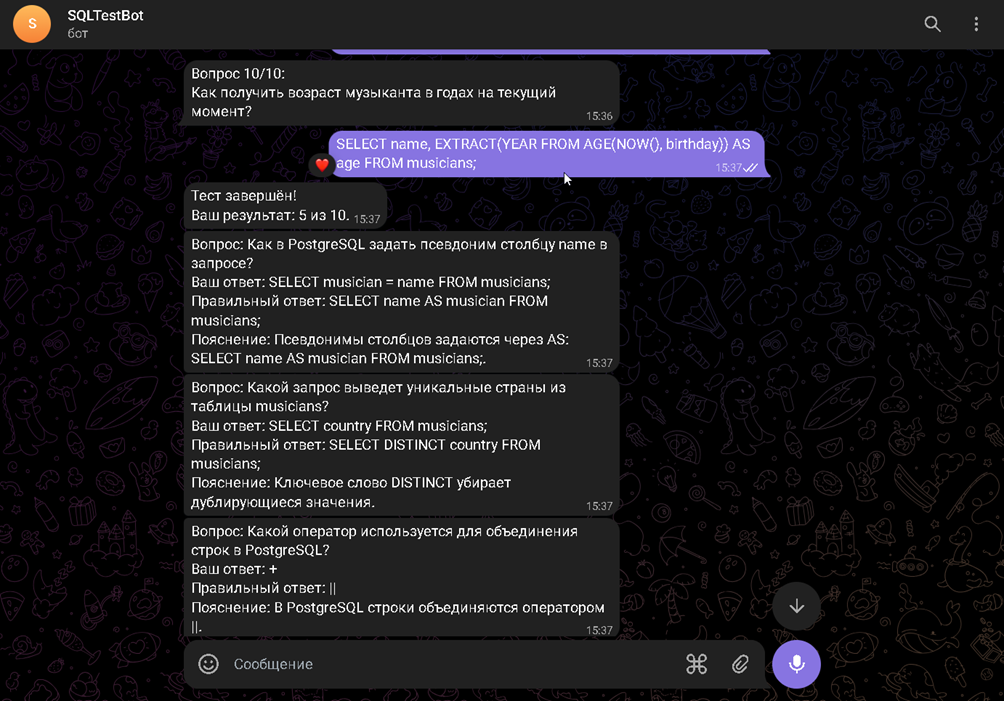 S
SQLTestBot
бот
Вопрос 10/10:
Как получить возраст музыканта в годах на текущий
момент?
15:36
SELECT name, EXTRACT(YEAR FROM AGE(NOW(), birthday)) AS
age FROM musicians;
15:37
Тест завершён!
Ваш результат: 5 из 10. 15:37
Вопрос: Как в PostgreSQL задать псевдоним столбцу name в
запросе?
Ваш ответ: SELECT musician = name FROM musicians;
Правильный ответ: SELECT name AS musician FROM
musicians;
Пояснение: Псевдонимы столбцов задаются через AS:
SELECT name AS musician FROM musicians;.
15:37
Вопрос: Какой запрос выведет уникальные страны из
таблицы musicians?
Ваш ответ: SELECT country FROM musicians;
Правильный ответ: SELECT DISTINCT country FROM
musicians;
Пояснение: Ключевое слово DISTINCT убирает
дублирующиеся значения.
15:37
Вопрос: Какой оператор используется для объединения
строк в PostgreSQL?
Ваш ответ: +
Правильный ответ: ||
Пояснение: В PostgreSQL строки объединяются оператором
||.
15:37
Сообщение